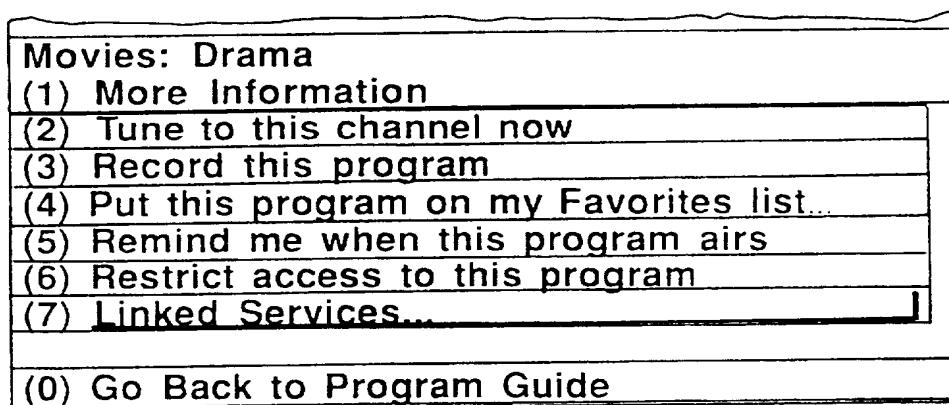 Movies: Drama
(1) More Information
(2) Tune to this channel now
(3) Record this program
(4) Put this program on my Favorites list...
(5) Remind me when this program airs
(6) Restrict access to this program
(7) Linked Services...
(0) Go Back to Program Guide